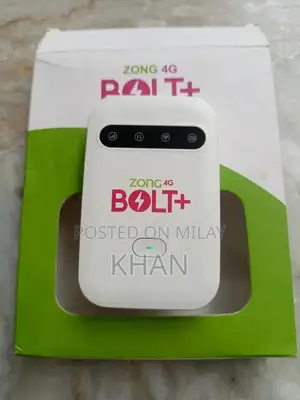 ZONG 4G
BOLT+
ZONG 4G
BOLT+
POSTED ON MILAY
KHAN